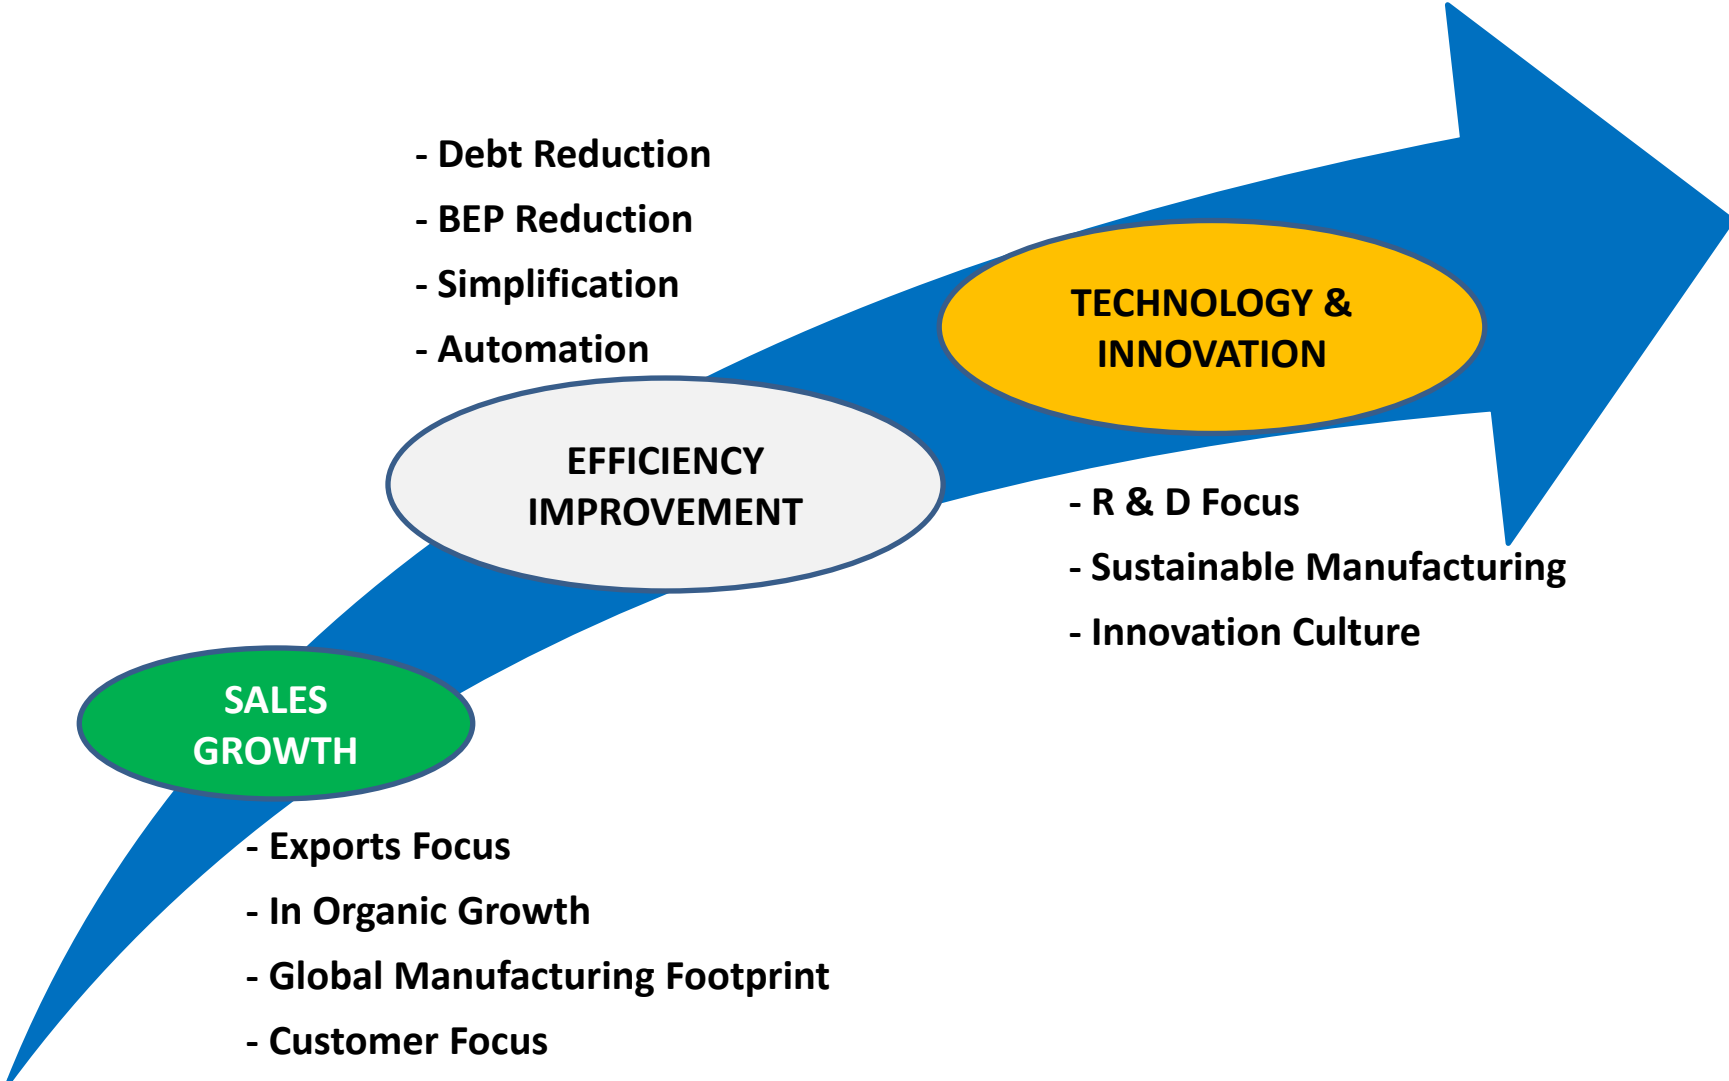 - Debt Reduction
- BEP Reduction
- Simplification
- Automation
TECHNOLOGY &
INNOVATION
EFFICIENCY
IMPROVEMENT
- R & D Focus
- Sustainable Manufacturing
- Innovation Culture
SALES
GROWTH
- Exports Focus
- In Organic Growth
- Global Manufacturing Footprint
- Customer Focus